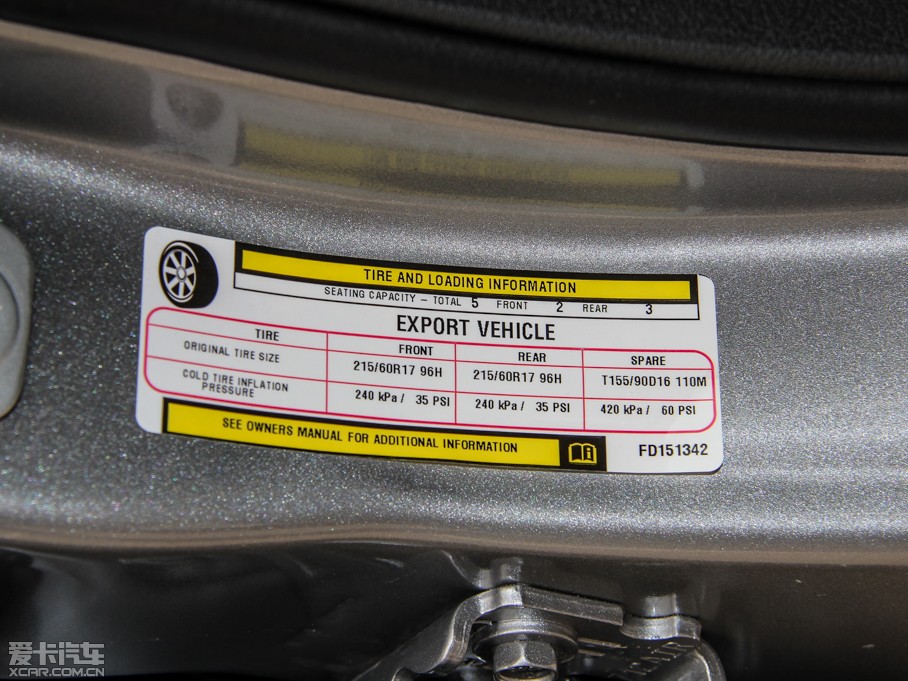 TIRE AND LOADING INFORMATION
SEATING CAPACITY – TOTAL 5 FRONT 2 REAR 3
EXPORT VEHICLE
TIRE FRONT REAR SPARE
ORIGINAL TIRE SIZE 215/60R17 96H 215/60R17 96H T155/90D16 110M
COLD TIRE INFLATION PRESSURE 240 kPa / 35 PSI 240 kPa / 35 PSI 420 kPa / 60 PSI
SEE OWNERS MANUAL FOR ADDITIONAL INFORMATION
FD151342
爱卡汽车
XCAR.COM.CN